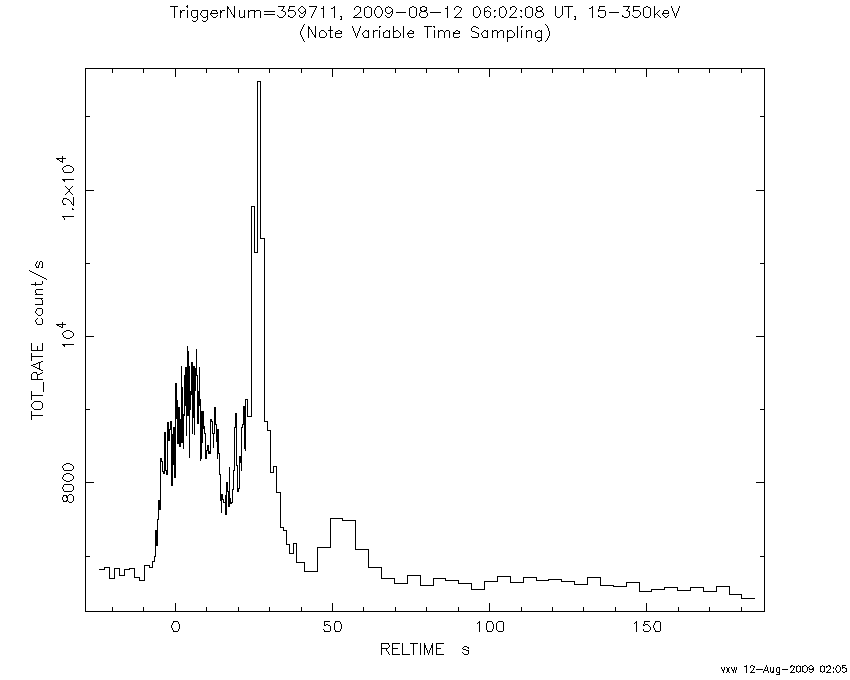 TriggerNum=359711, 2009-08-12 06:02:08 UT, 15-350keV
(Note Variable Time Sampling)
1.2×10⁴
10⁴
8000
TOT_RATE count/s
0 50 100 150
RELTIME s
vxw 12-Aug-2009 02:05